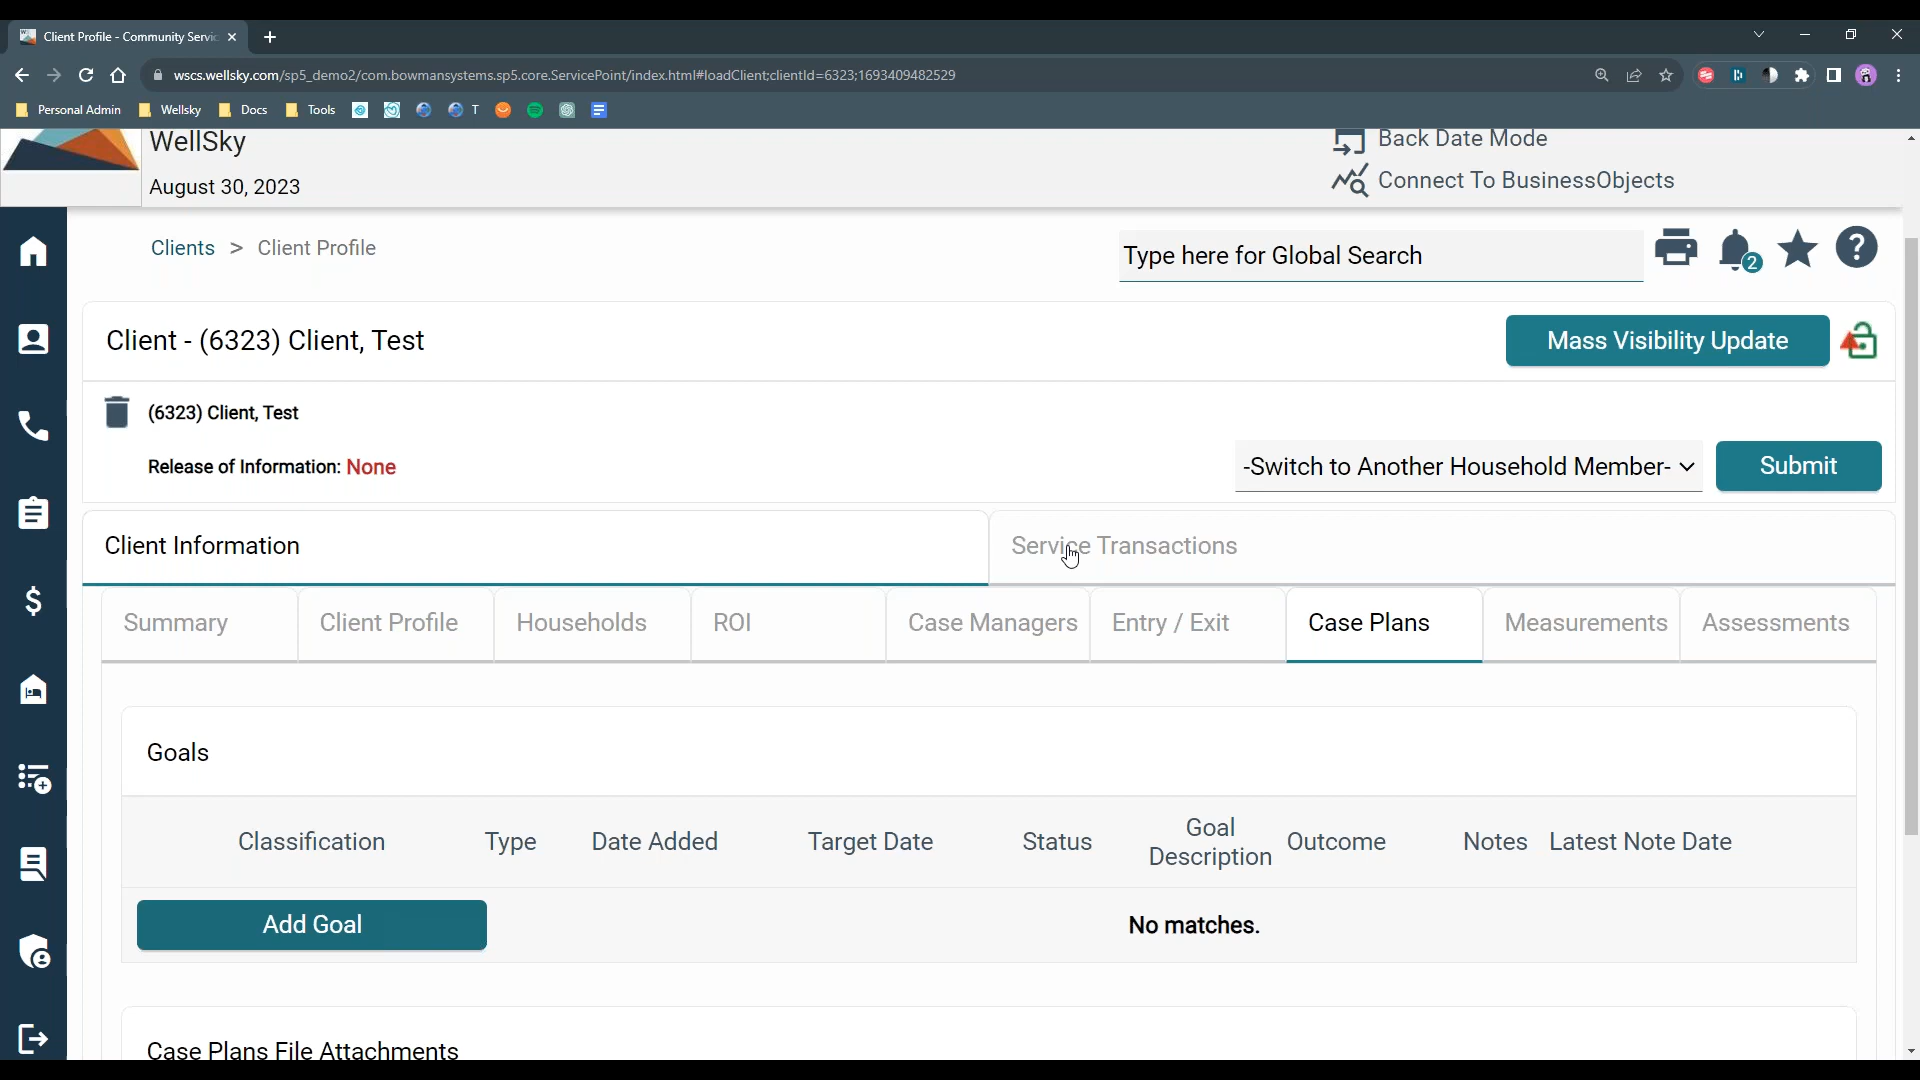 Client Profile - Community Servic
wscs.wellsky.com/sp5_demo2/com.bowmansystems.sp5.core.ServicePoint/index.html#loadClient;clientId=6323;1693409482529
Personal Admin Wellsky Docs Tools T
WellSky
August 30, 2023
Back Date Mode
Connect To BusinessObjects
Clients > Client Profile
Type here for Global Search
2
Client - (6323) Client, Test
Mass Visibility Update
(6323) Client, Test
Release of Information: None
-Switch to Another Household Member-
Submit
Client Information
Service Transactions
Summary Client Profile Households ROI Case Managers Entry / Exit Case Plans Measurements Assessments
Goals
Classification Type Date Added Target Date Status Goal Description Outcome Notes Latest Note Date
Add Goal
No matches.
Case Plans File Attachments